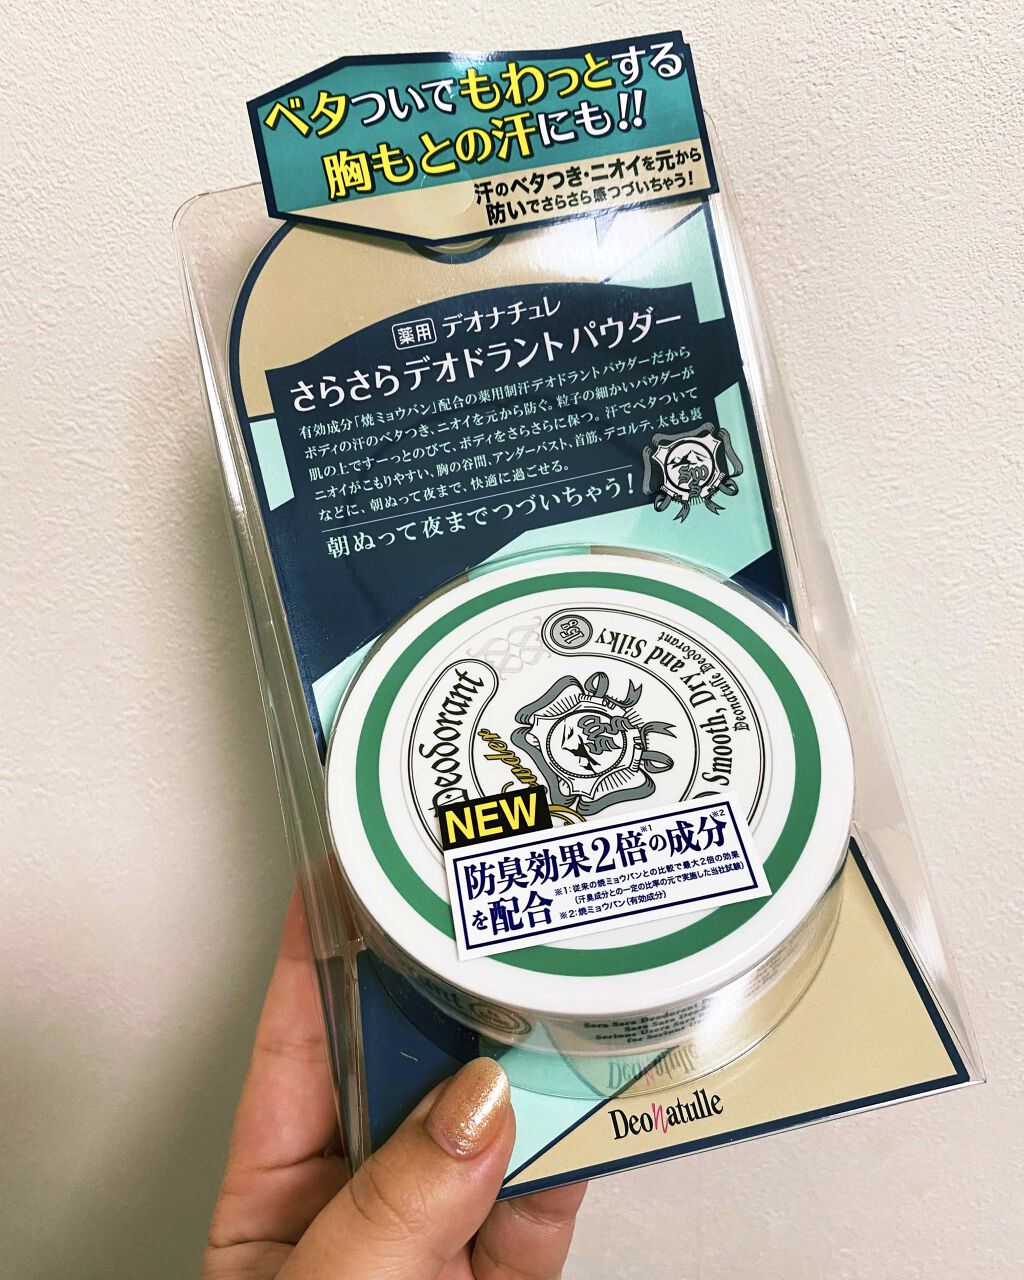 ベタついてもわっとする
胸もとの汗にも!!
汗のベタつき・ニオイを元から
防いでさらさら感つづいちゃう!
薬用 デオナチュレ
さらさらデオドラントパウダー
有効成分「焼ミョウバン」配合の薬用制汗デオドラントパウダーだから
ボディの汗のベタつき、ニオイを元から防ぐ。粒子の細かいパウダーが
肌の上ですーっとのびて、ボディをさらさらに保つ。汗でベタついて
ニオイがこもりやすい、胸の谷間、アンダーバスト、首筋、デコルテ、太もも裏
などに、朝ぬって夜まで、快適に過ごせる。
朝ぬって夜までつづいちゃう!
Deodorant
Smooth, Dry and Silky
Deonatulle Deodorant
NEW
防臭効果2倍※1の成分※2
を配合
※1:従来の焼ミョウバンとの比較で最大2倍の効果
(汗臭成分との一定の比率の元で実施した当社試験)
※2:焼ミョウバン(有効成分)
Sara Sara Deodorant
Sara Sara
Serious Users Sara
for Serious
DeoNatulle